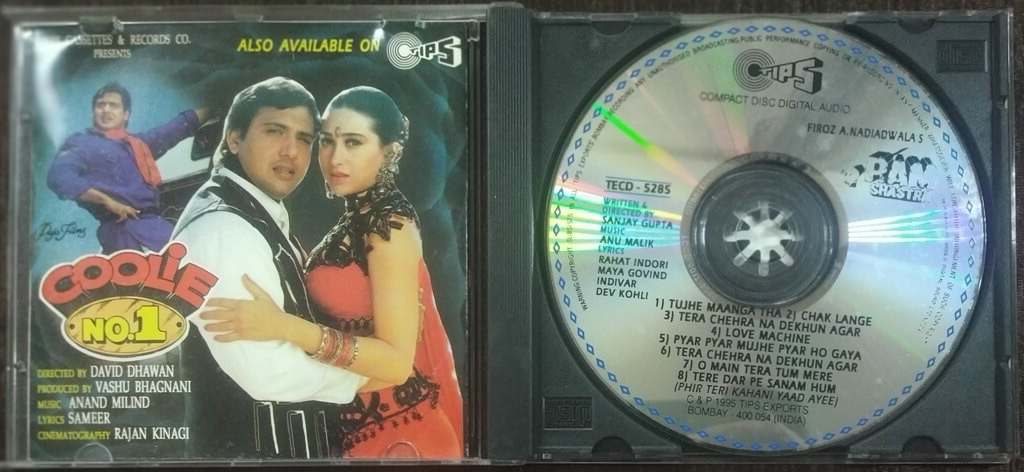 CASSETTES & RECORDS CO.
PRESENTS
ALSO AVAILABLE ON TIPS
COOLIE
NO.1
DIRECTED BY DAVID DHAWAN
PRODUCED BY VASHU BHAGNANI
MUSIC ANAND MILIND
LYRICS SAMEER
CINEMATOGRAPHY RAJAN KINAGI
TIPS
COMPACT DISC DIGITAL AUDIO
FIROZ A. NADIADWALA'S
RAM
SHASTRA
TECD - 5285
WRITTEN &
DIRECTED BY
SANJAY GUPTA
MUSIC
ANU MALIK
LYRICS
RAHAT INDORI
MAYA GOVIND
INDIVAR
DEV KOHLI
1) TUJHE MAANGA THA 2) CHAK LANGE
3) TERA CHEHRA NA DEKHUN AGAR
4) LOVE MACHINE
5) PYAR PYAR MUJHE PYAR HO GAYA
6) TERA CHEHRA NA DEKHUN AGAR
7) O MAIN TERA TUM MERE
8) TERE DAR PE SANAM HUM
(PHIR TERI KAHANI YAAD AYEE)
C & P 1995 TIPS EXPORTS
BOMBAY - 400 054 (INDIA)